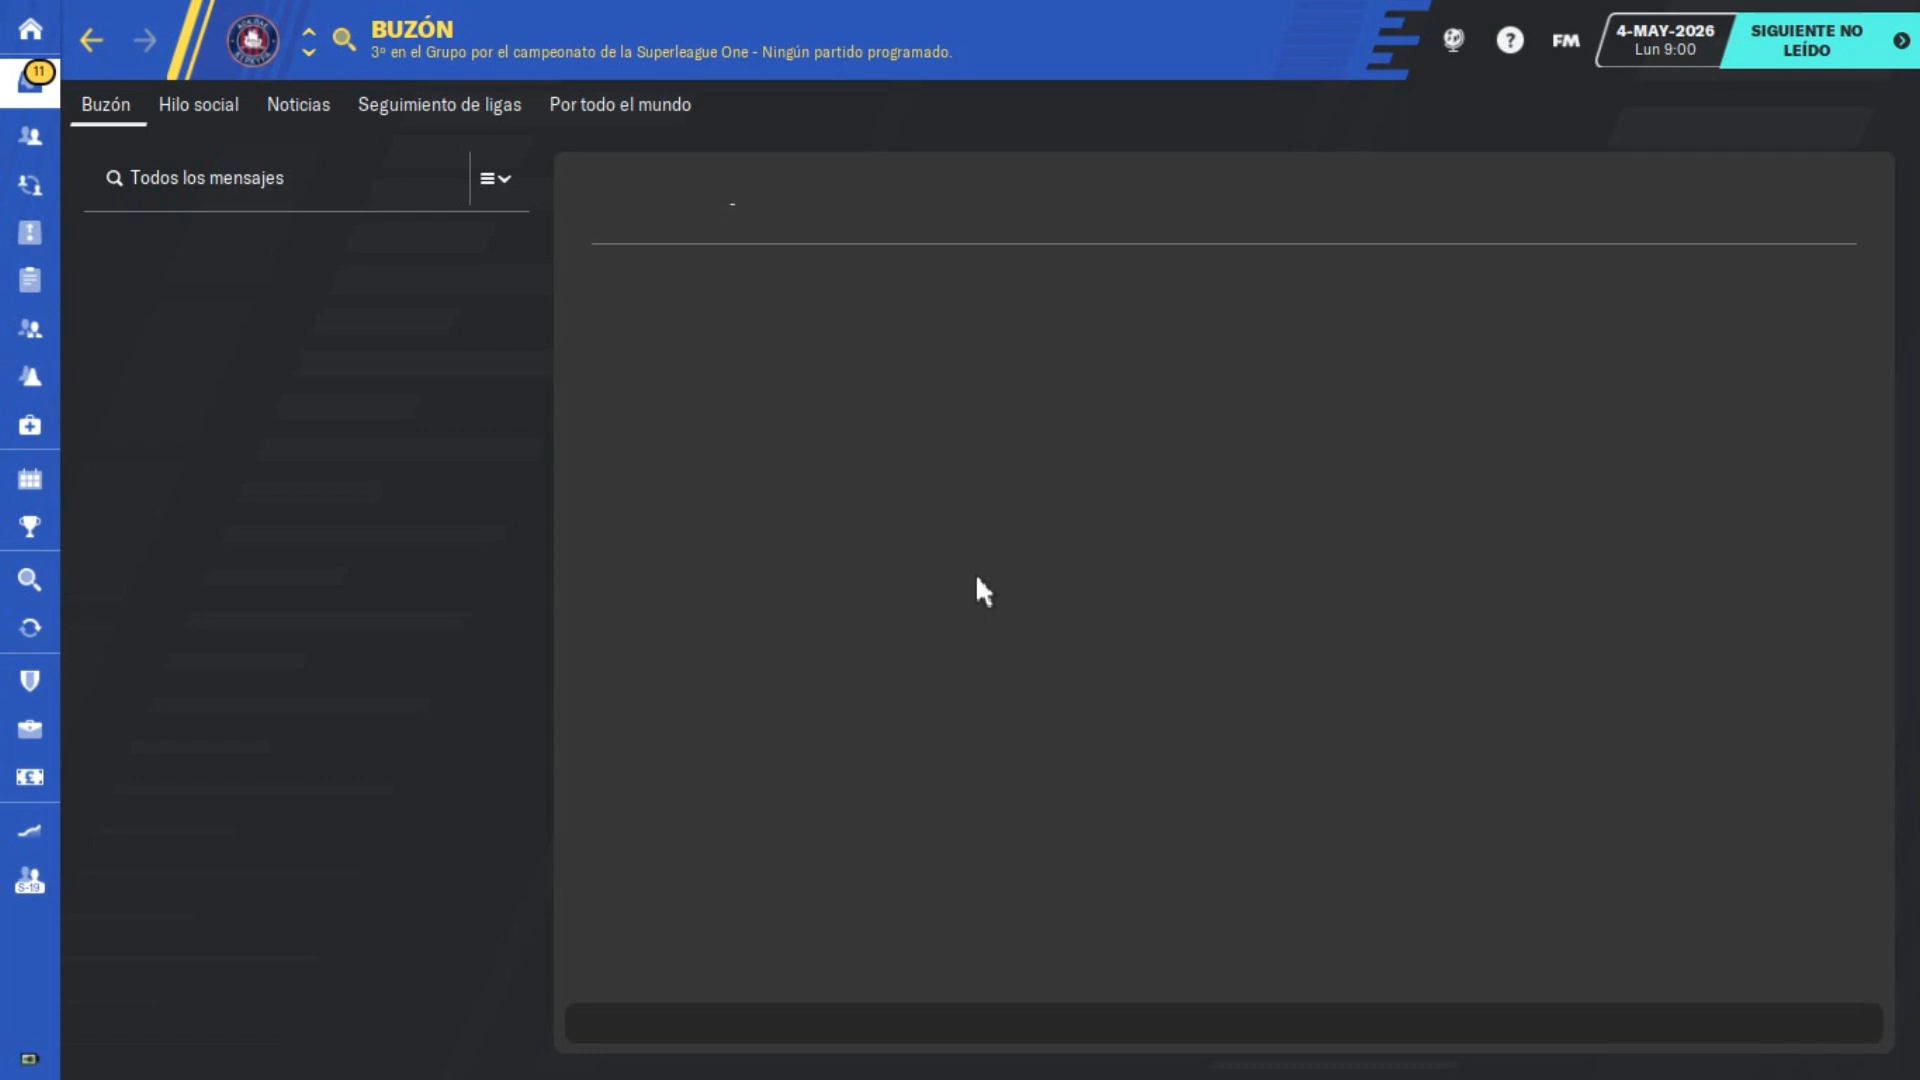 11
BUZÓN
3º en el Grupo por el campeonato de la Superleague One - Ningún partido programado.
FM
4-MAY-2026
Lun 9:00
SIGUIENTE NO
LEÍDO
Buzón
Hilo social
Noticias
Seguimiento de ligas
Por todo el mundo
Todos los mensajes
-
S-19